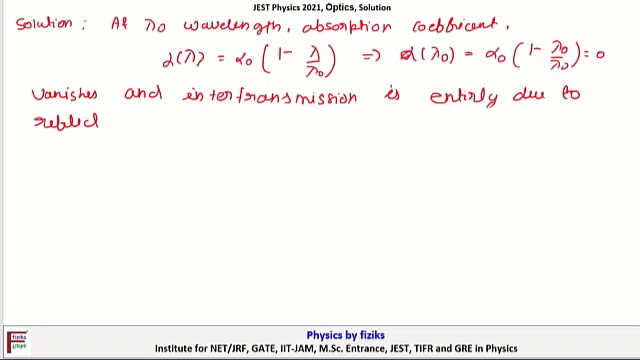 JEST Physics 2021, Optics, Solution
Solution: At λ0 wavelength, absorption coefficent,
α(λ) = α0 (1 - λ/λ0) => α(λ0) = α0 (1 - λ0/λ0) = 0
Vanishes and intertransmission is entirly due to
reflect
fiziks
Physics by fiziks
Institute for NET/JRF, GATE, IIT-JAM, M.Sc. Entrance, JEST, TIFR and GRE in Physics